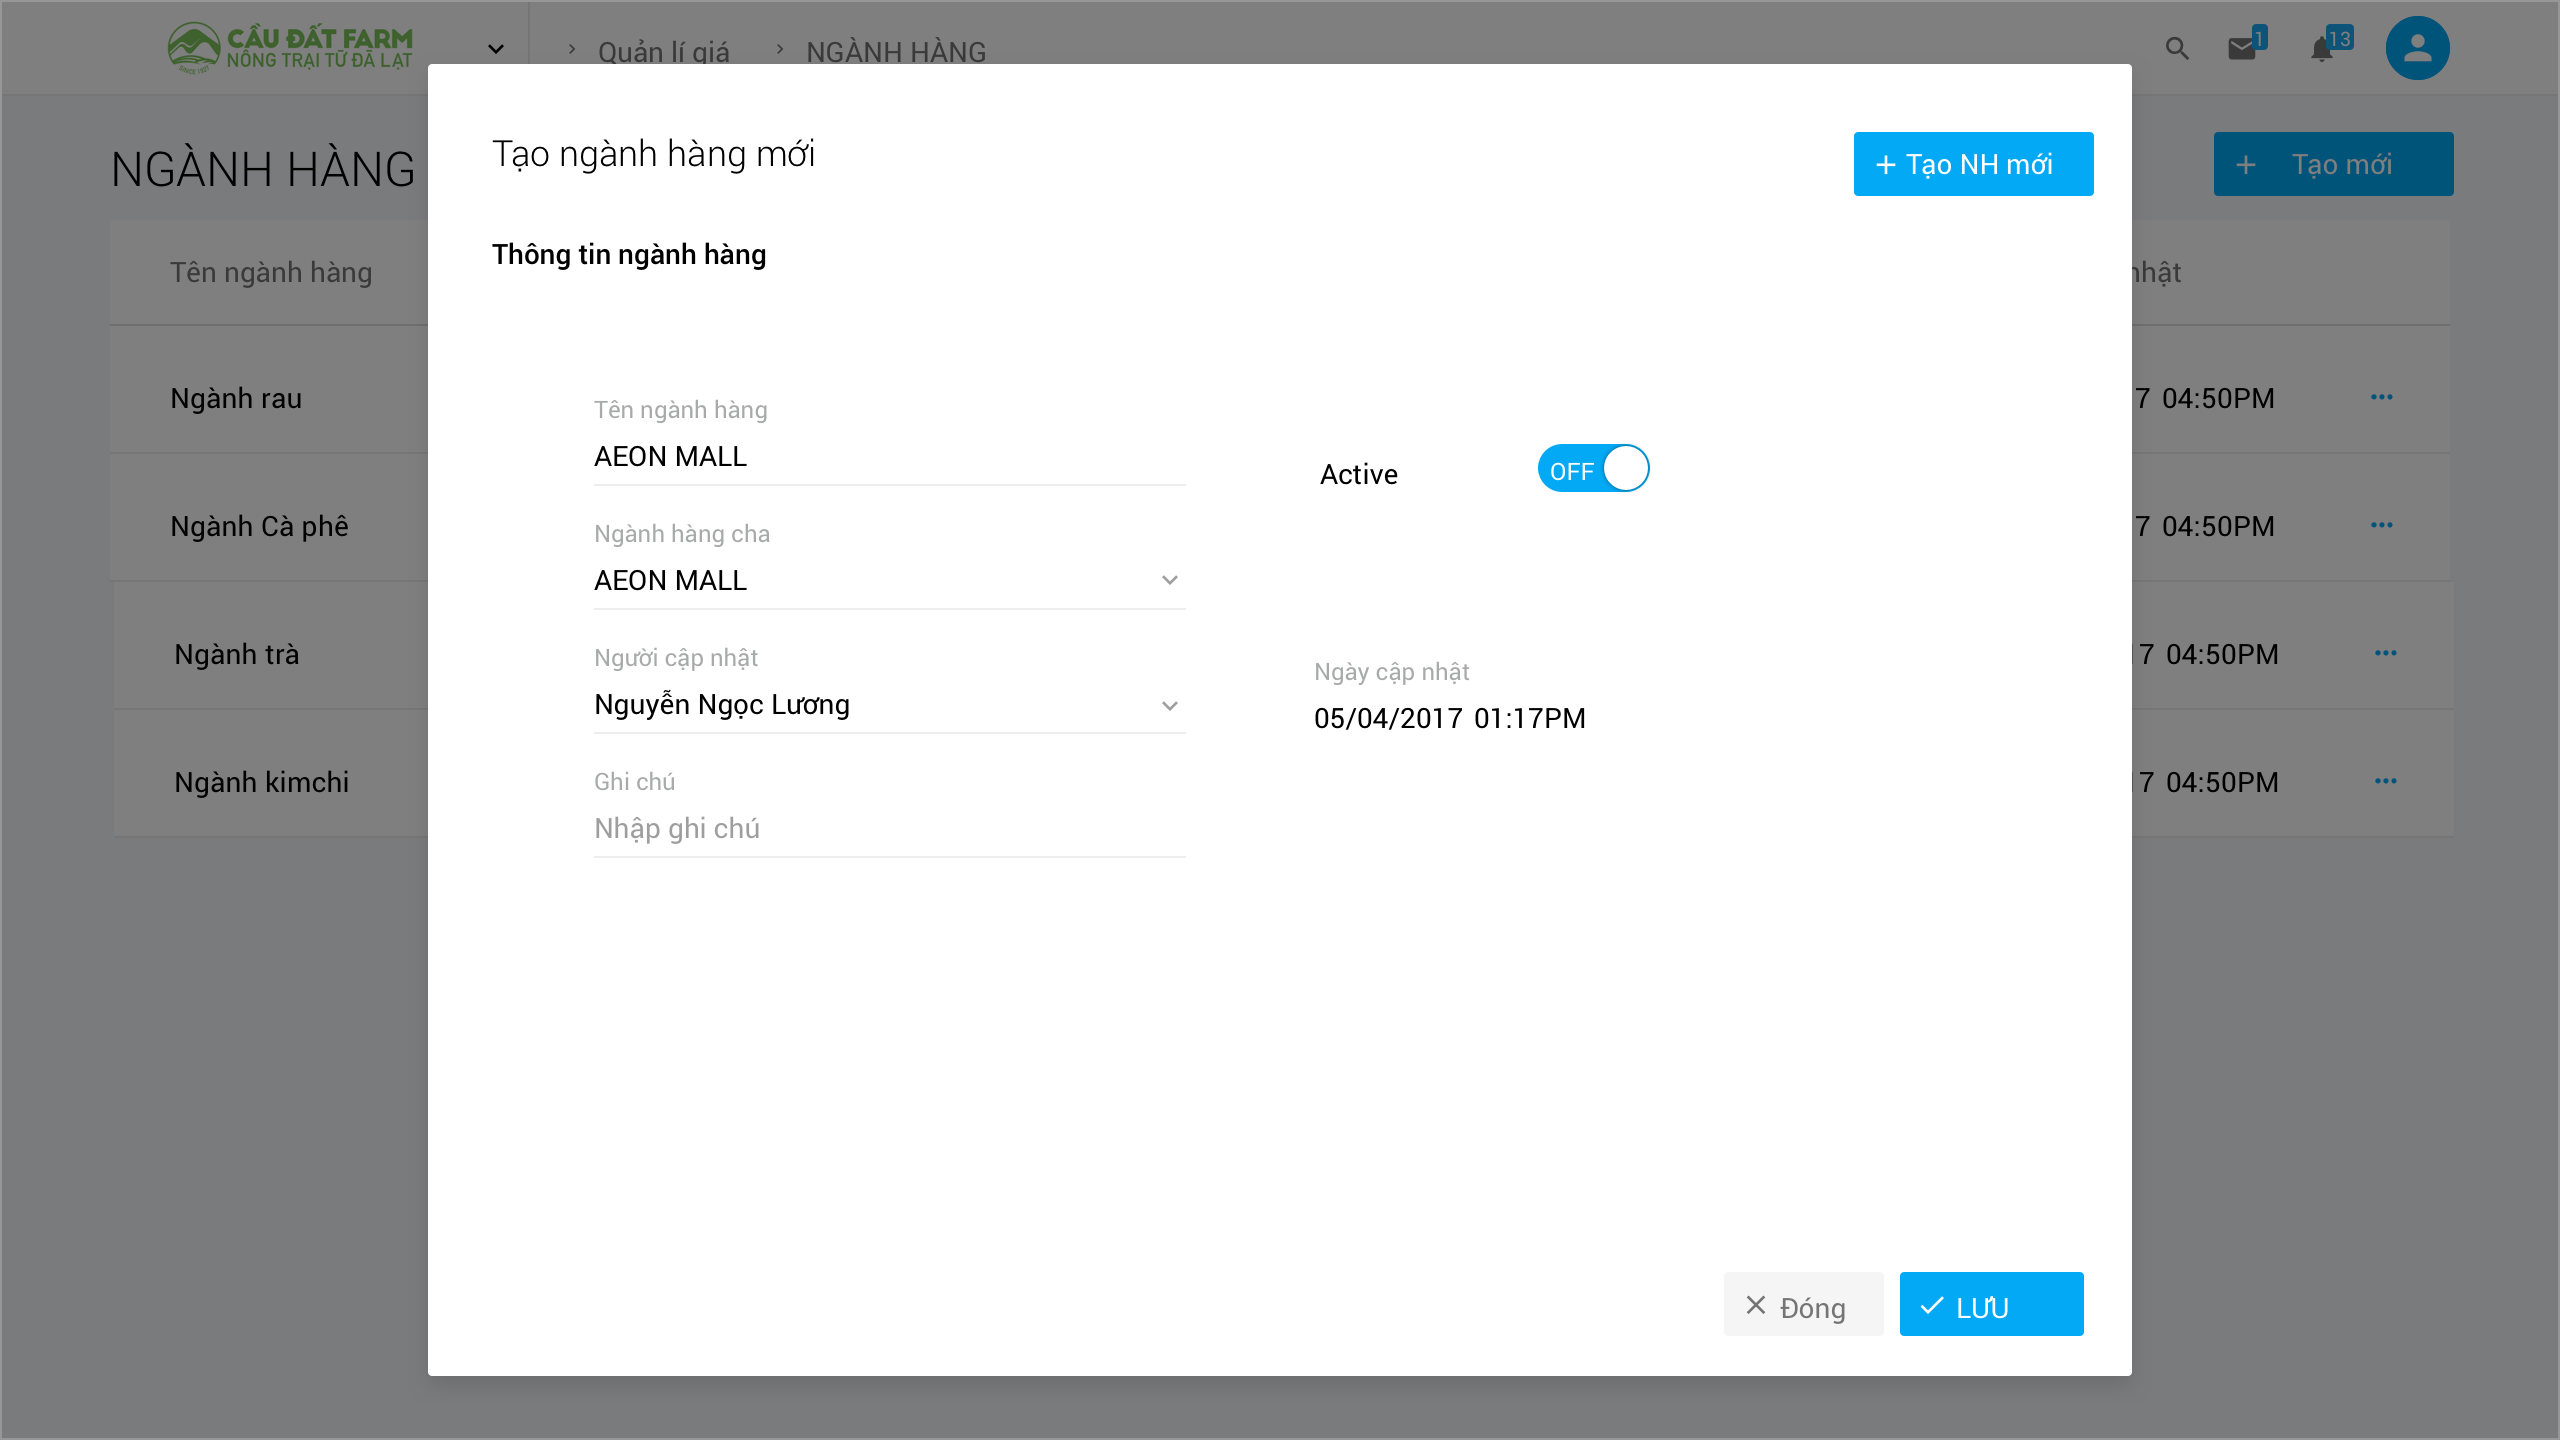 CẦU ĐẤT FARM
NÔNG TRẠI TỪ ĐÀ LẠT
SINCE 1927
Quản lí giá
NGÀNH HÀNG
1
13
NGÀNH HÀNG
Tạo mới
Tên ngành hàng
nhật
Ngành rau
7 04:50PM
Ngành Cà phê
7 04:50PM
Ngành trà
17 04:50PM
Ngành kimchi
17 04:50PM
Tạo ngành hàng mới
Tạo NH mới
Thông tin ngành hàng
Tên ngành hàng
AEON MALL
Active
OFF
Ngành hàng cha
AEON MALL
Người cập nhật
Nguyễn Ngọc Lương
Ngày cập nhật
05/04/2017 01:17PM
Ghi chú
Nhập ghi chú
Đóng
LƯU